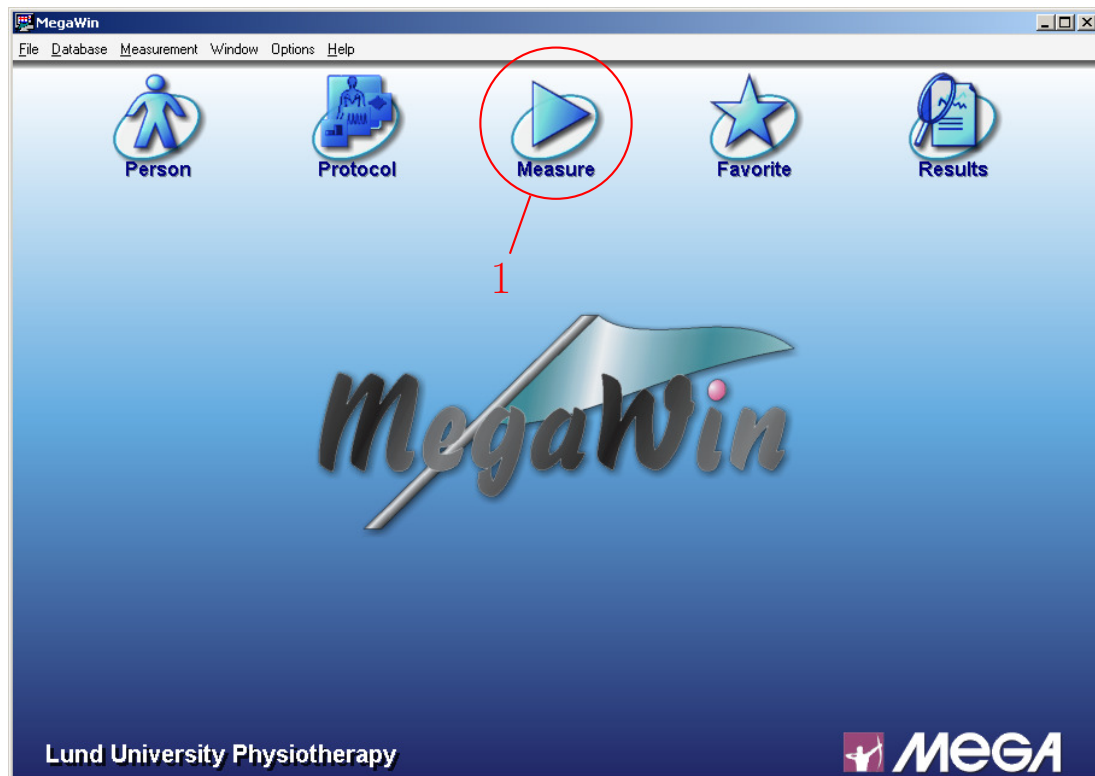 MegaWin
File Database Measurement Window Options Help
Person Protocol Measure Favorite Results
1
MegaWin
Lund University Physiotherapy
MEGA